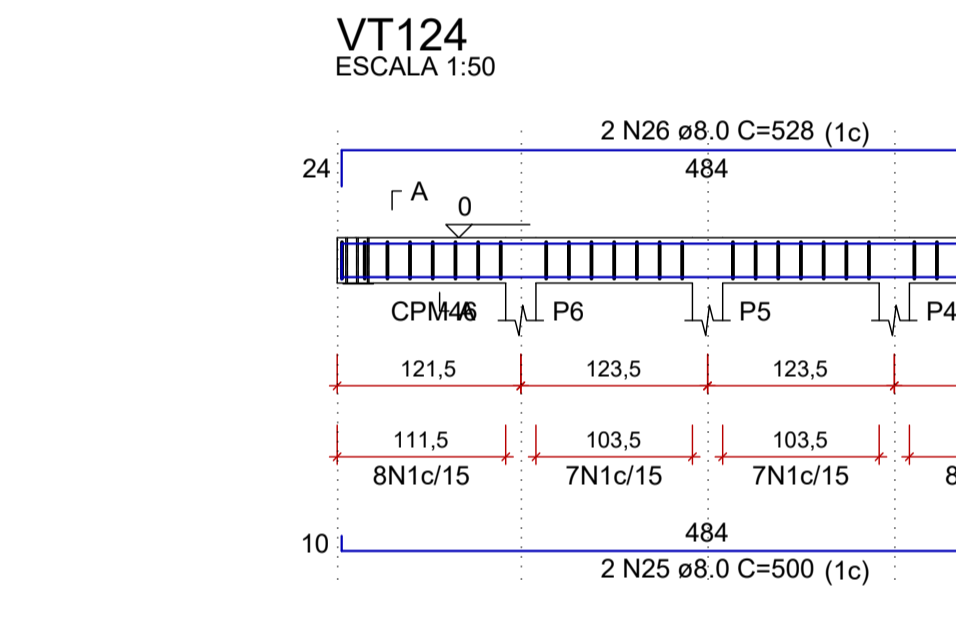 VT124
ESCALA 1:50
2 N26 ø8.0 C=528 (1c)
24
484
A
0
CPM46
A
P6
P5
P4
121,5
123,5
123,5
111,5
103,5
103,5
8N1c/15
7N1c/15
7N1c/15
8
10
484
2 N25 ø8.0 C=500 (1c)